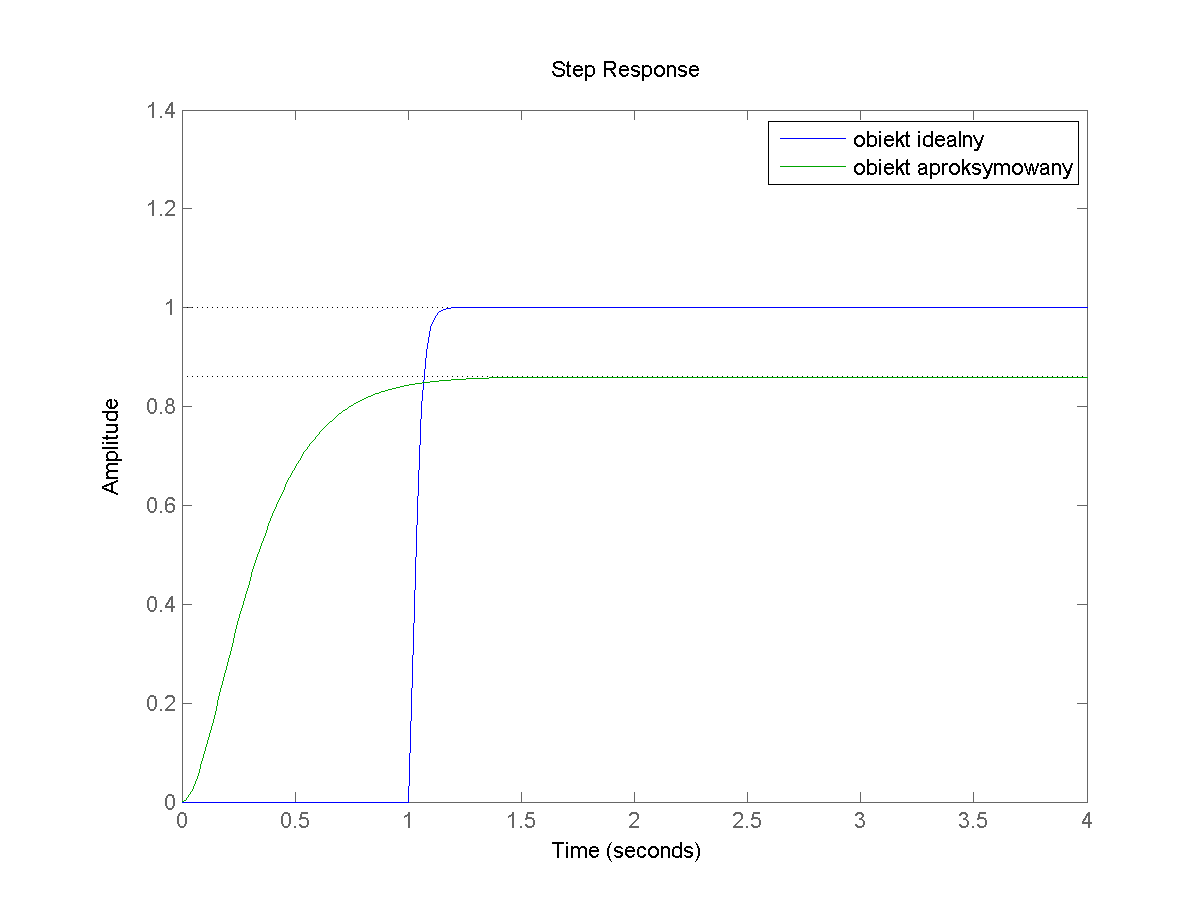 Step Response
obiekt idealny
obiekt aproksymowany
1.4
1.2
1
0.8
0.6
0.4
0.2
0
Amplitude
0 0.5 1 1.5 2 2.5 3 3.5 4
Time (seconds)